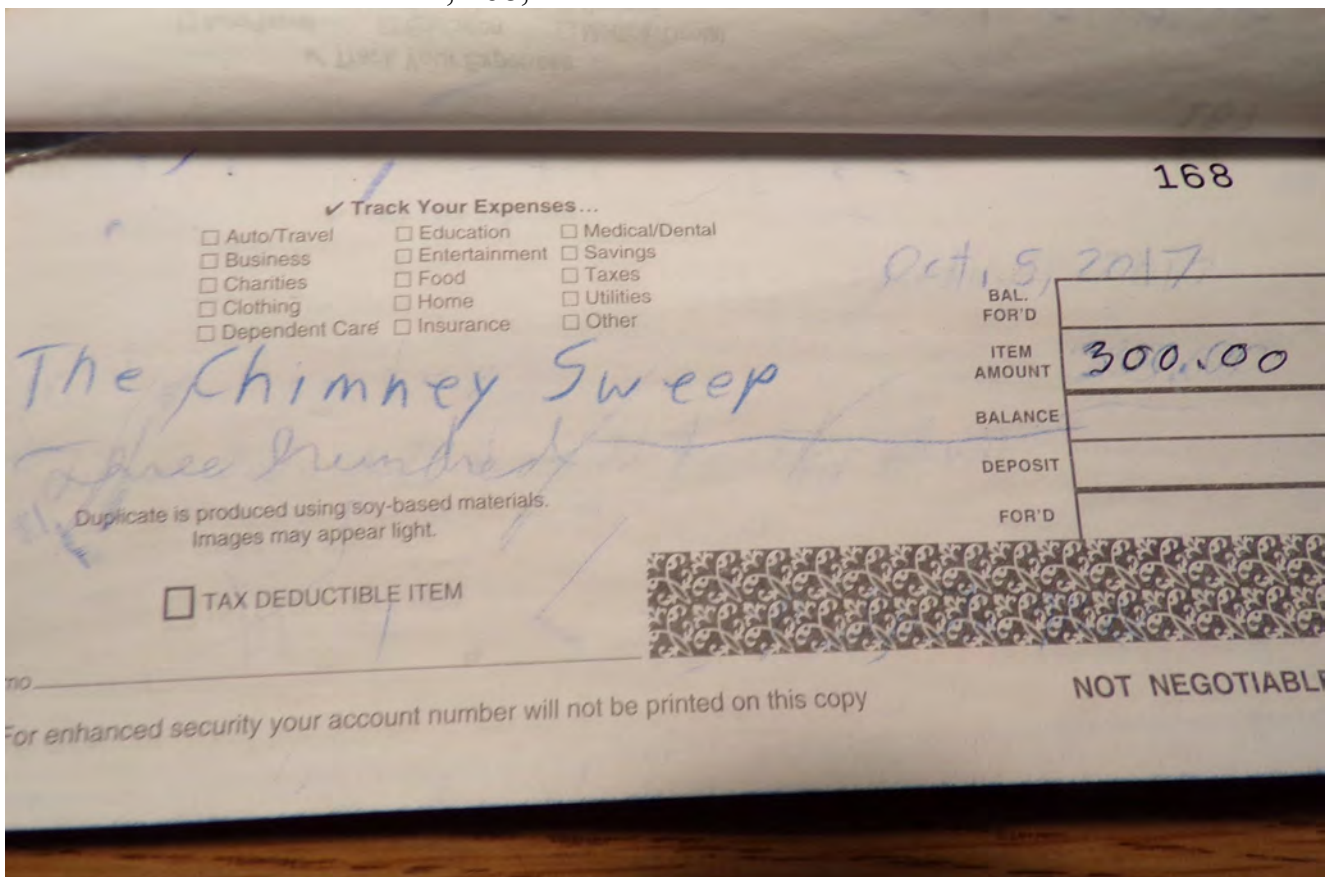 168
✔ Track Your Expenses...
☐ Auto/Travel ☐ Education ☐ Medical/Dental
☐ Business ☐ Entertainment ☐ Savings
☐ Charities ☐ Food ☐ Taxes
☐ Clothing ☐ Home ☐ Utilities
☐ Dependent Care ☐ Insurance ☐ Other
Oct, 5, 2017
BAL. FOR'D
ITEM AMOUNT 300.00
The Chimney Sweep
BALANCE
Three hundred
DEPOSIT
Duplicate is produced using soy-based materials.
Images may appear light.
FOR'D
☐ TAX DEDUCTIBLE ITEM
NOT NEGOTIABLE
For enhanced security your account number will not be printed on this copy